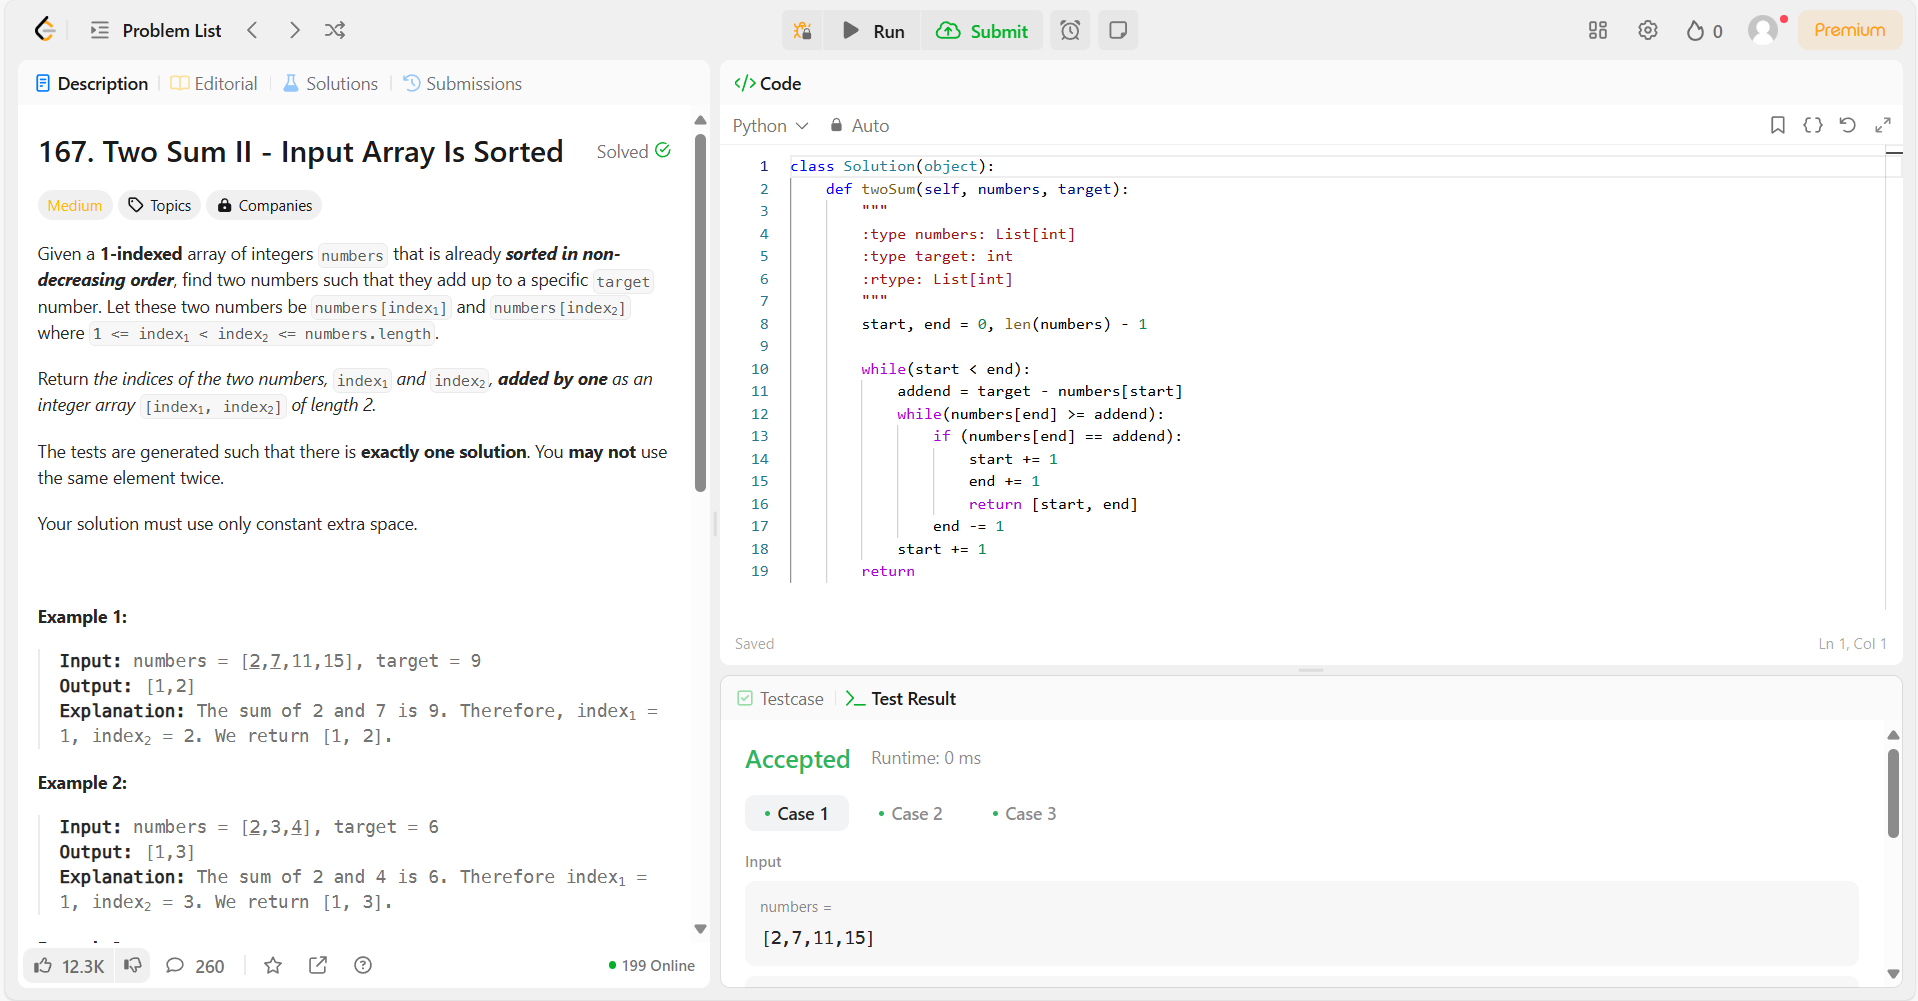 Problem List
Run
Submit
0
Premium
Description
Editorial
Solutions
Submissions
167. Two Sum II - Input Array Is Sorted
Solved
Medium
Topics
Companies
Given a 1-indexed array of integers numbers that is already sorted in non-
decreasing order, find two numbers such that they add up to a specific target
number. Let these two numbers be numbers[index₁] and numbers[index₂]
where 1 <= index₁ < index₂ <= numbers.length.
Return the indices of the two numbers, index₁ and index₂, added by one as an
integer array [index₁, index₂] of length 2.
The tests are generated such that there is exactly one solution. You may not use
the same element twice.
Your solution must use only constant extra space.
Example 1:
Input: numbers = [2,7,11,15], target = 9
Output: [1,2]
Explanation: The sum of 2 and 7 is 9. Therefore, index₁ =
1, index₂ = 2. We return [1, 2].
Example 2:
Input: numbers = [2,3,4], target = 6
Output: [1,3]
Explanation: The sum of 2 and 4 is 6. Therefore index₁ =
1, index₂ = 3. We return [1, 3].
12.3K
260
199 Online
</> Code
Python
Auto
1 class Solution(object):
2     def twoSum(self, numbers, target):
3         """
4         :type numbers: List[int]
5         :type target: int
6         :rtype: List[int]
7         """
8         start, end = 0, len(numbers) - 1
9
10         while(start < end):
11             addend = target - numbers[start]
12             while(numbers[end] >= addend):
13                 if (numbers[end] == addend):
14                     start += 1
15                     end += 1
16                     return [start, end]
17                 end -= 1
18             start += 1
19         return
Saved
Ln 1, Col 1
Testcase
Test Result
Accepted
Runtime: 0 ms
Case 1
Case 2
Case 3
Input
numbers =
[2,7,11,15]